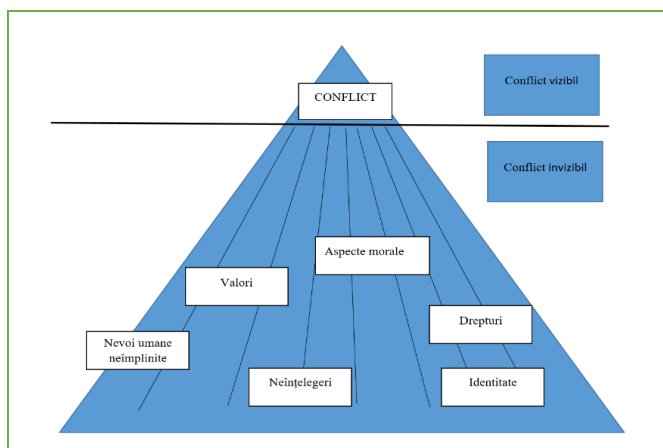 CONFLICT
Conflict vizibil
Conflict invizibil
Aspecte morale
Valori
Drepturi
Nevoi umane
neîmplinite
Neînțelegeri
Identitate